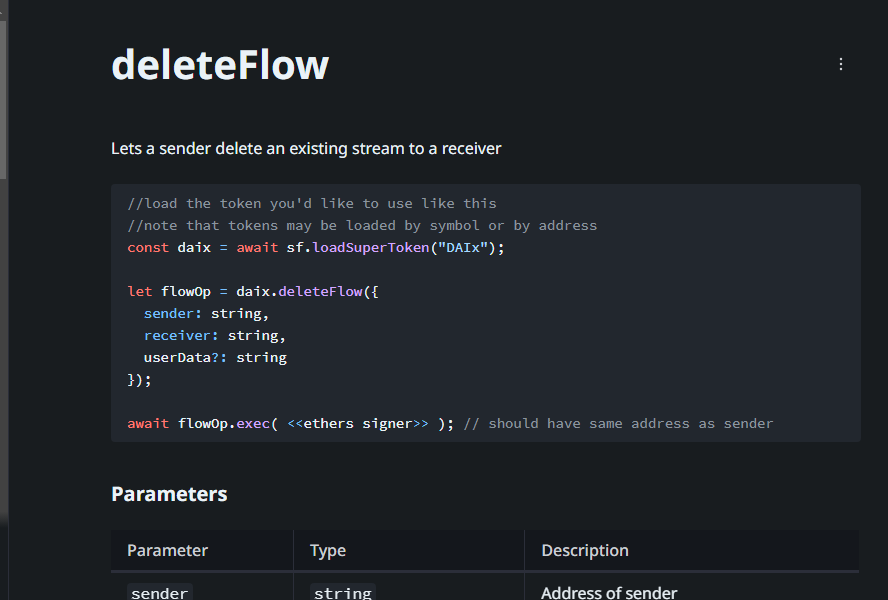 deleteFlow
Lets a sender delete an existing stream to a receiver
//load the token you'd like to use like this
//note that tokens may be loaded by symbol or by address
const daix = await sf.loadSuperToken("DAIx");
let flowOp = daix.deleteFlow({
sender: string,
receiver: string,
userData?: string
});
await flowOp.exec( <<ethers signer>> ); // should have same address as sender
Parameters
Parameter Type Description
sender string Address of sender